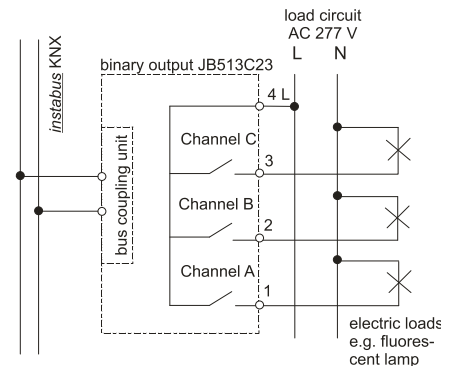 load circuit
AC 277 V
L N
instabus KNX
binary output JB513C23
4 L
bus coupling unit
Channel C
3
Channel B
2
Channel A
1
electric loads
e.g. fluores-
cent lamp